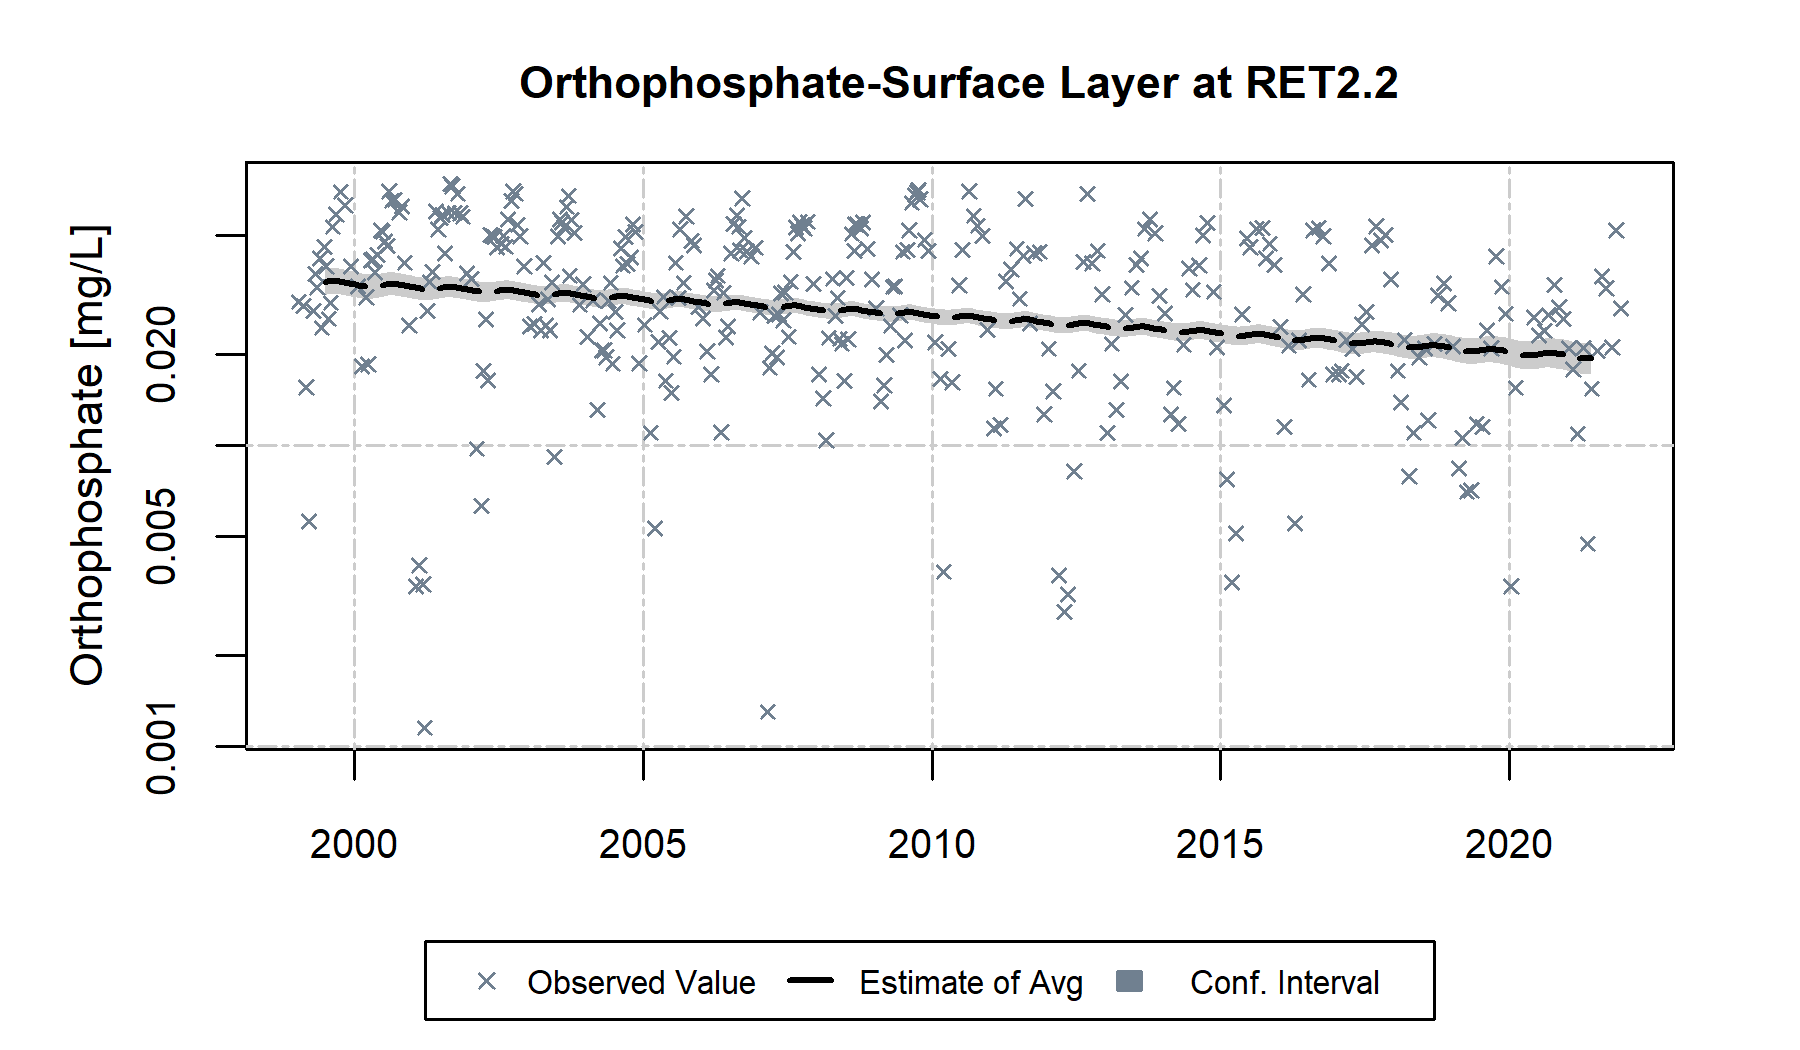 Orthophosphate-Surface Layer at RET2.2
Orthophosphate [mg/L]
0.020
0.005
0.001
2000 2005 2010 2015 2020
Observed Value Estimate of Avg Conf. Interval